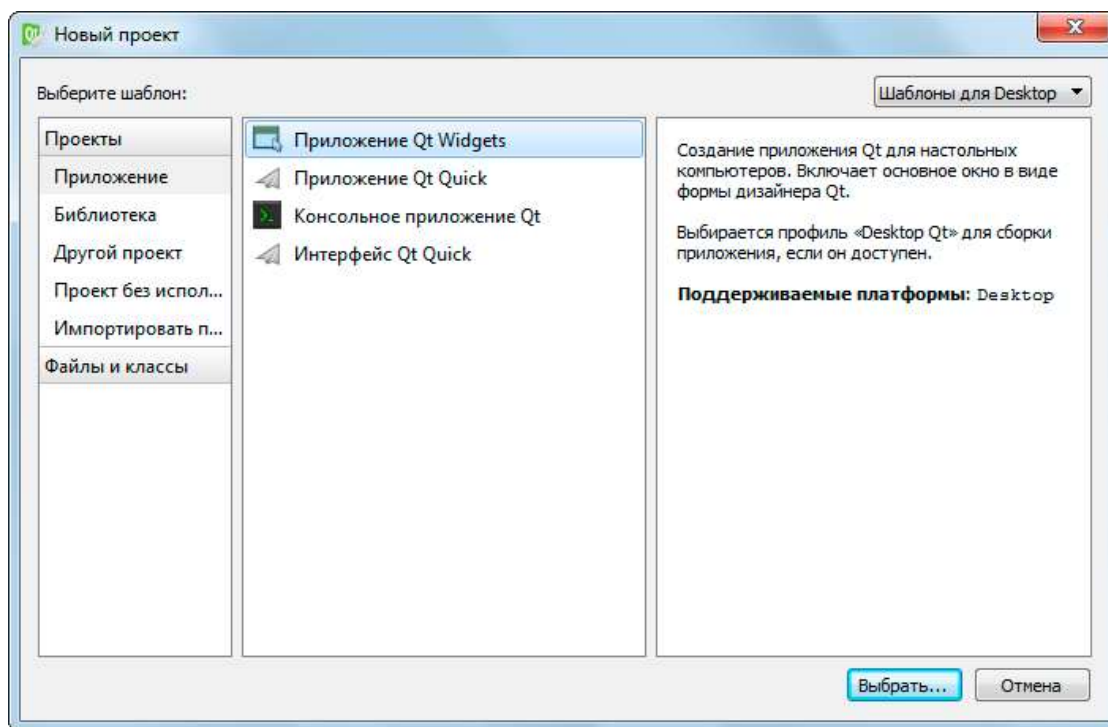 Новый проект
Выберите шаблон:
Шаблоны для Desktop
Проекты
Приложение
Библиотека
Другой проект
Проект без испол...
Импортировать п...
Файлы и классы
Приложение Qt Widgets
Приложение Qt Quick
Консольное приложение Qt
Интерфейс Qt Quick
Создание приложения Qt для настольных
компьютеров. Включает основное окно в виде
формы дизайнера Qt.
Выбирается профиль «Desktop Qt» для сборки
приложения, если он доступен.
Поддерживаемые платформы: Desktop
Выбрать...
Отмена